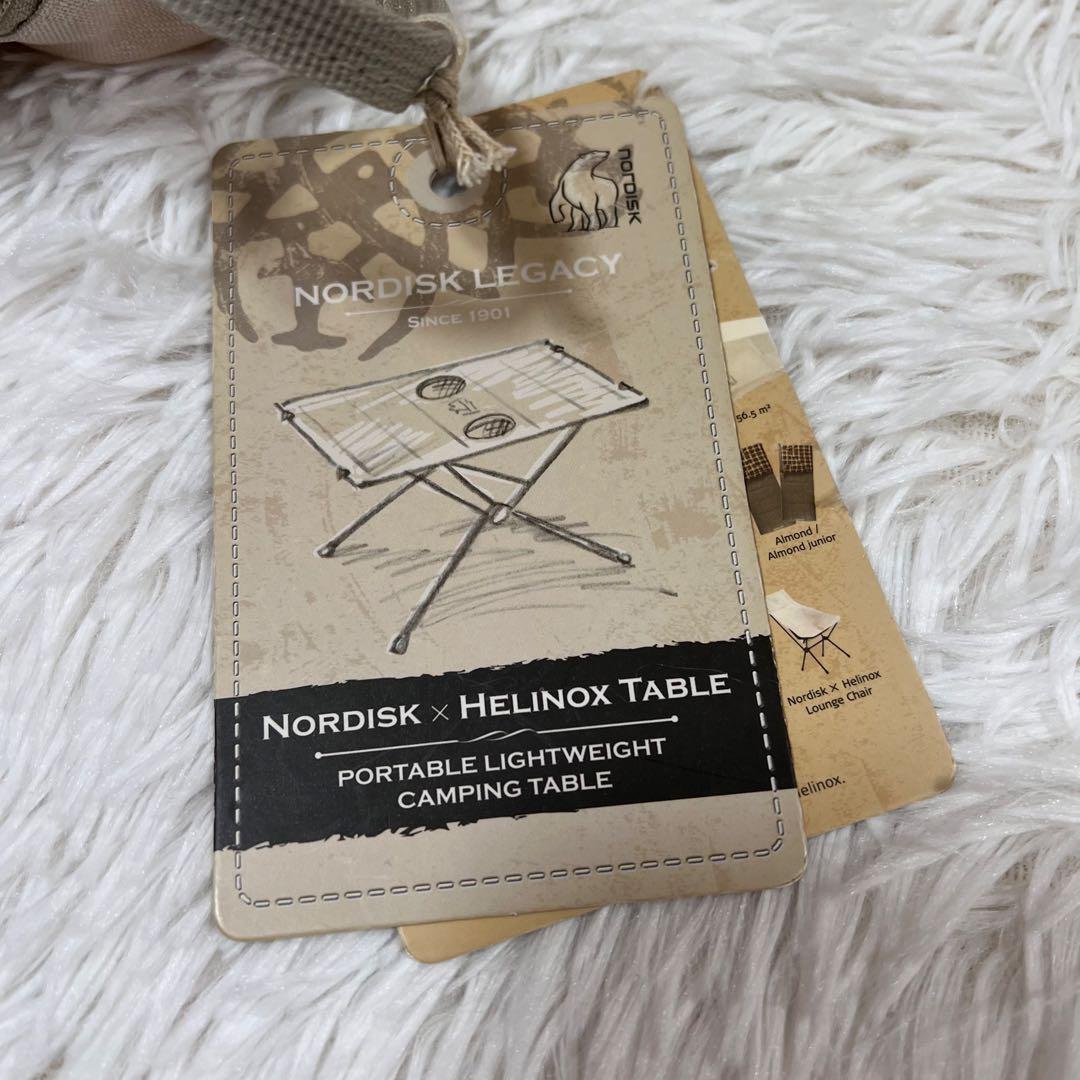 nordisk
NORDISK LEGACY
SINCE 1901
NORDISK × HELINOX TABLE
PORTABLE LIGHTWEIGHT
CAMPING TABLE
56.5 m²
Almond /
Almond junior
Nordisk × Helinox
Lounge Chair
elinox.